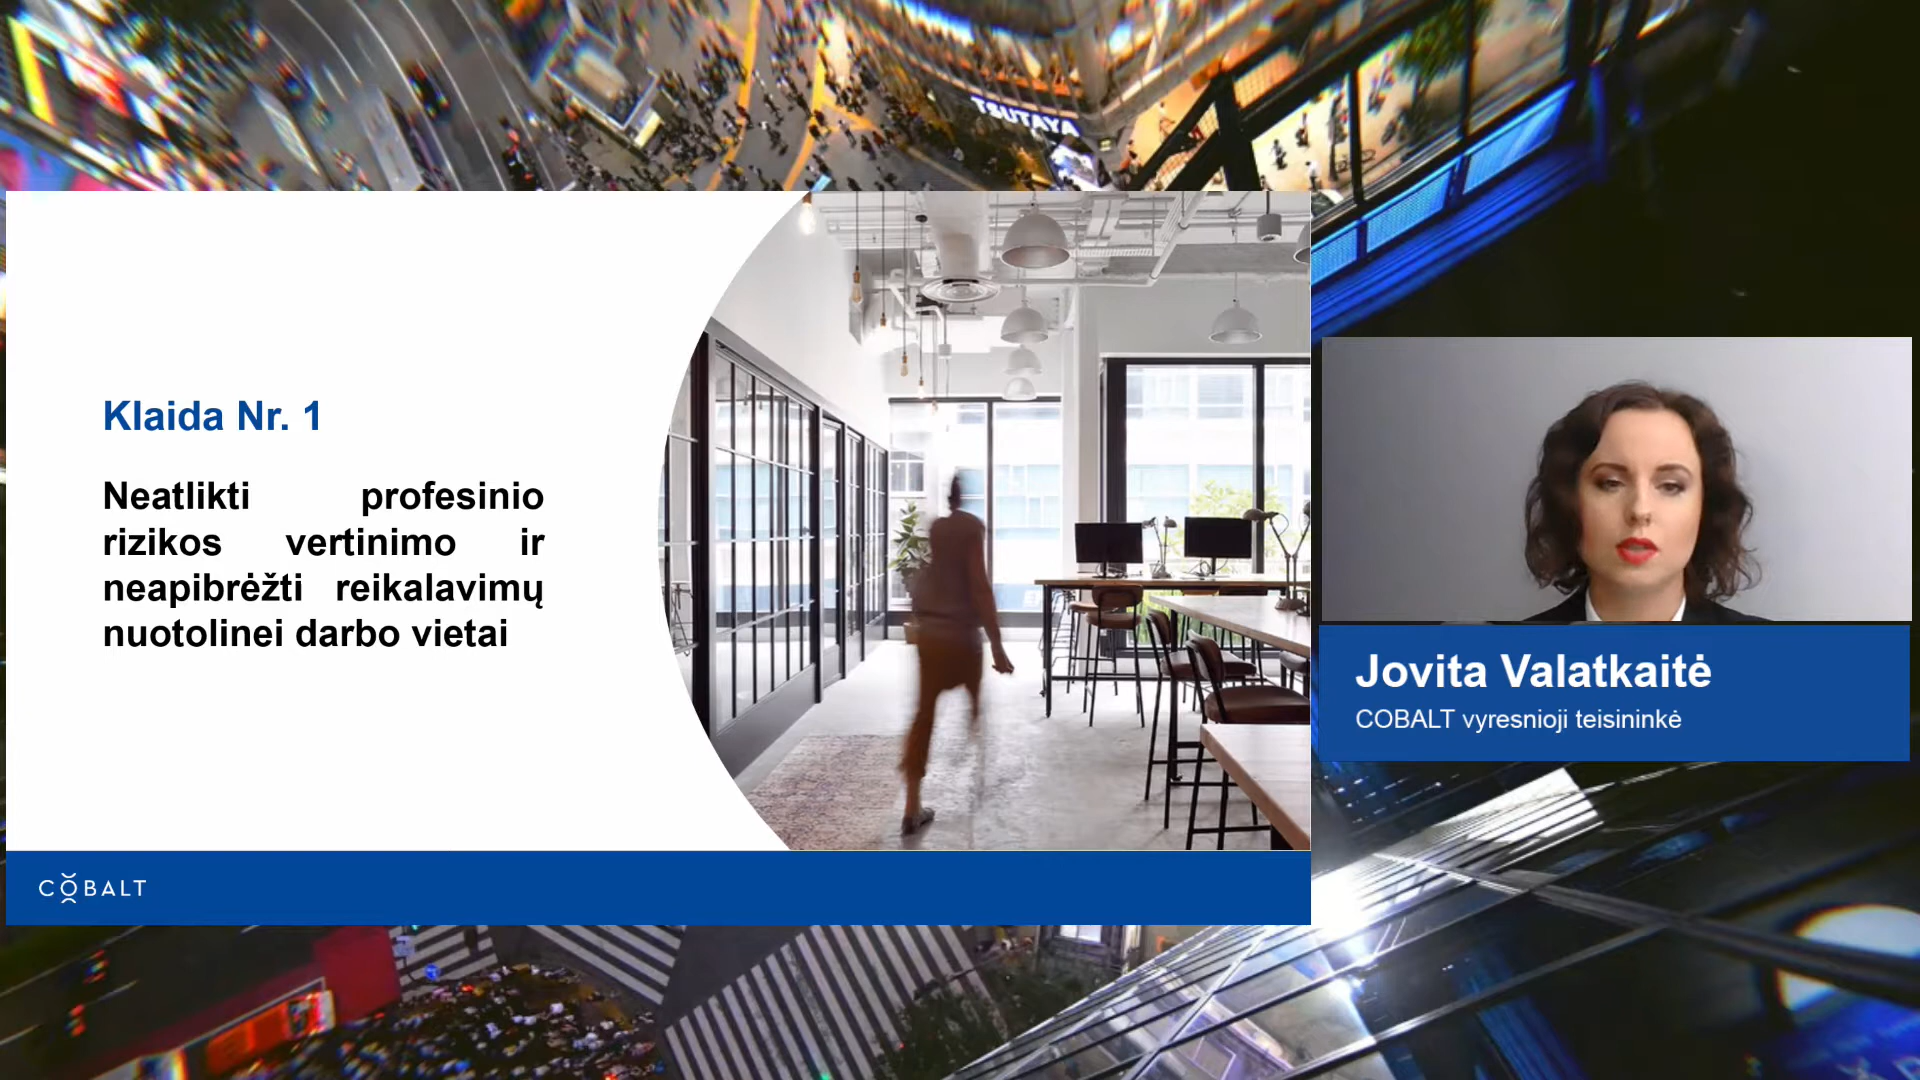 TSUTAYA
Klaida Nr. 1
Neatlikti profesinio
rizikos vertinimo ir
neapibrėžti reikalavimų
nuotolinei darbo vietai
Jovita Valatkaitė
COBALT vyresnioji teisininkė
COBALT